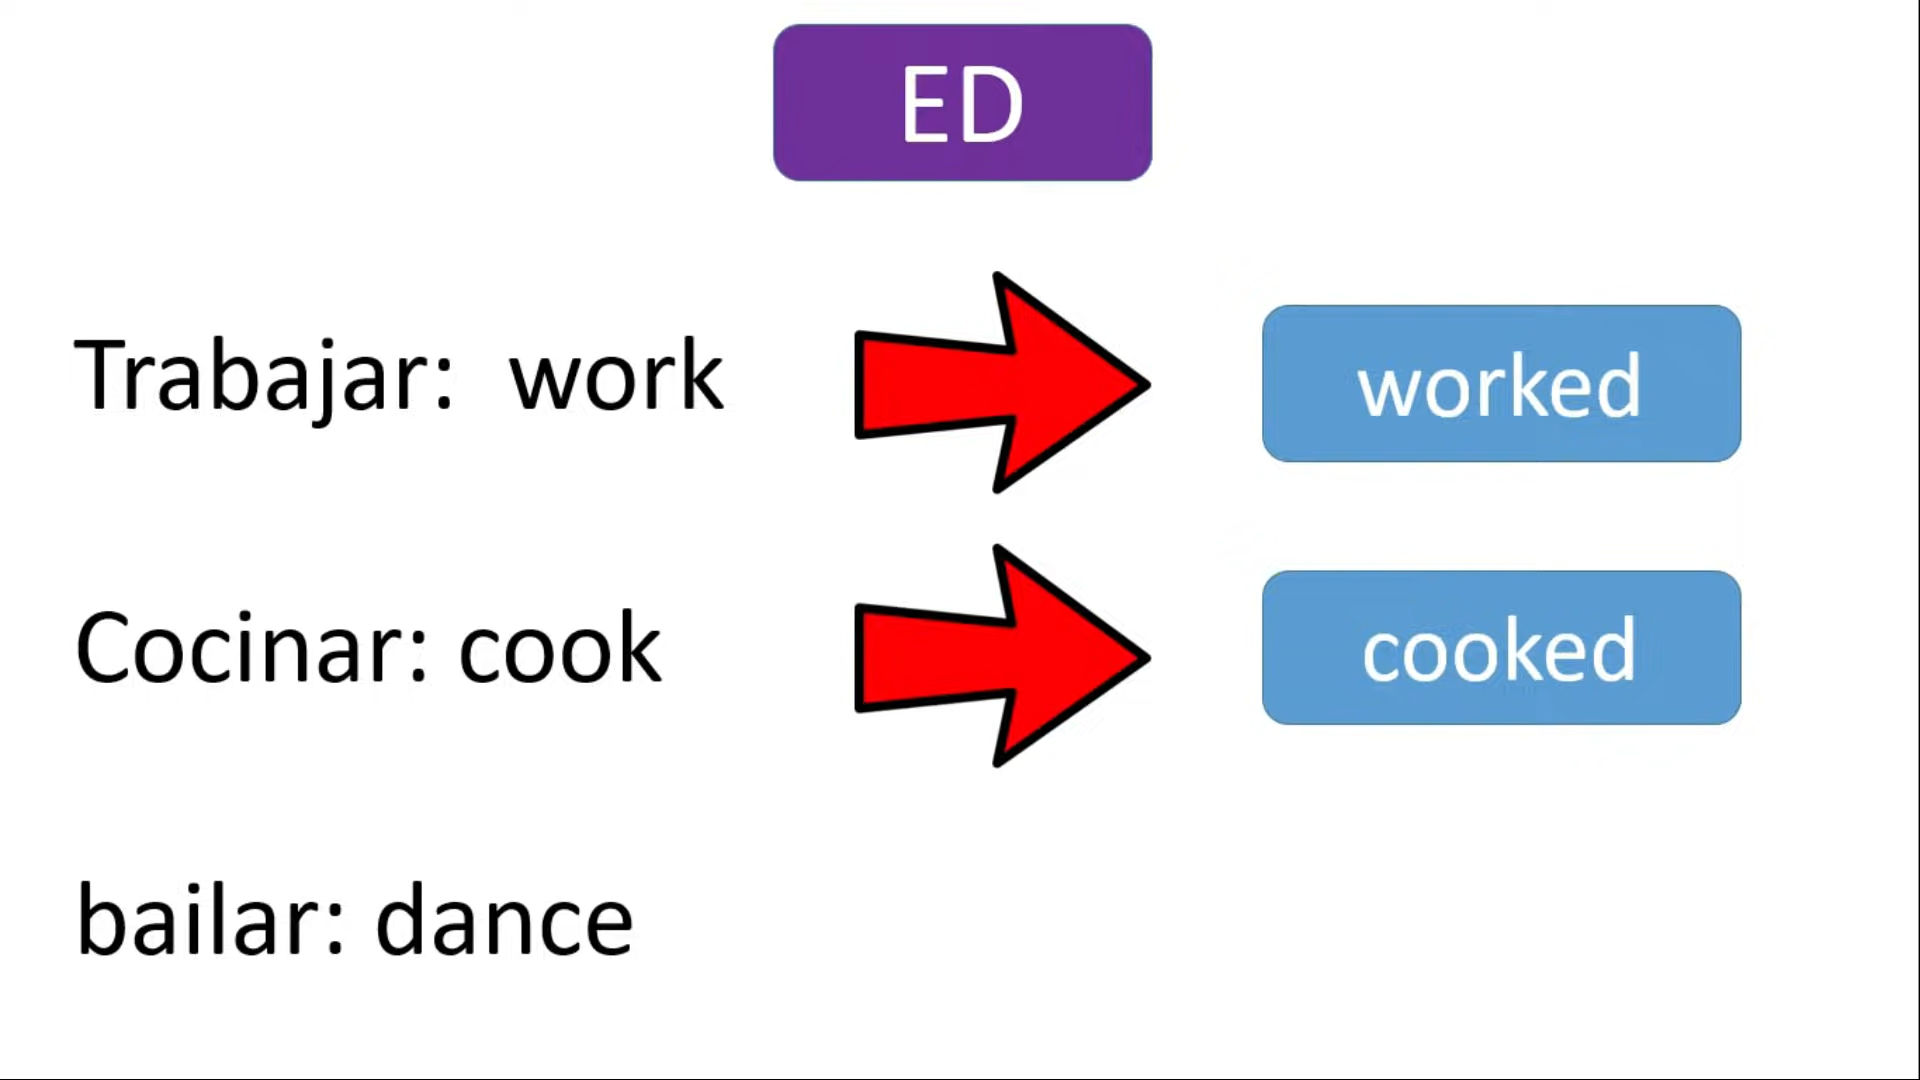 ED
Trabajar: work
worked
Cocinar: cook
cooked
bailar: dance